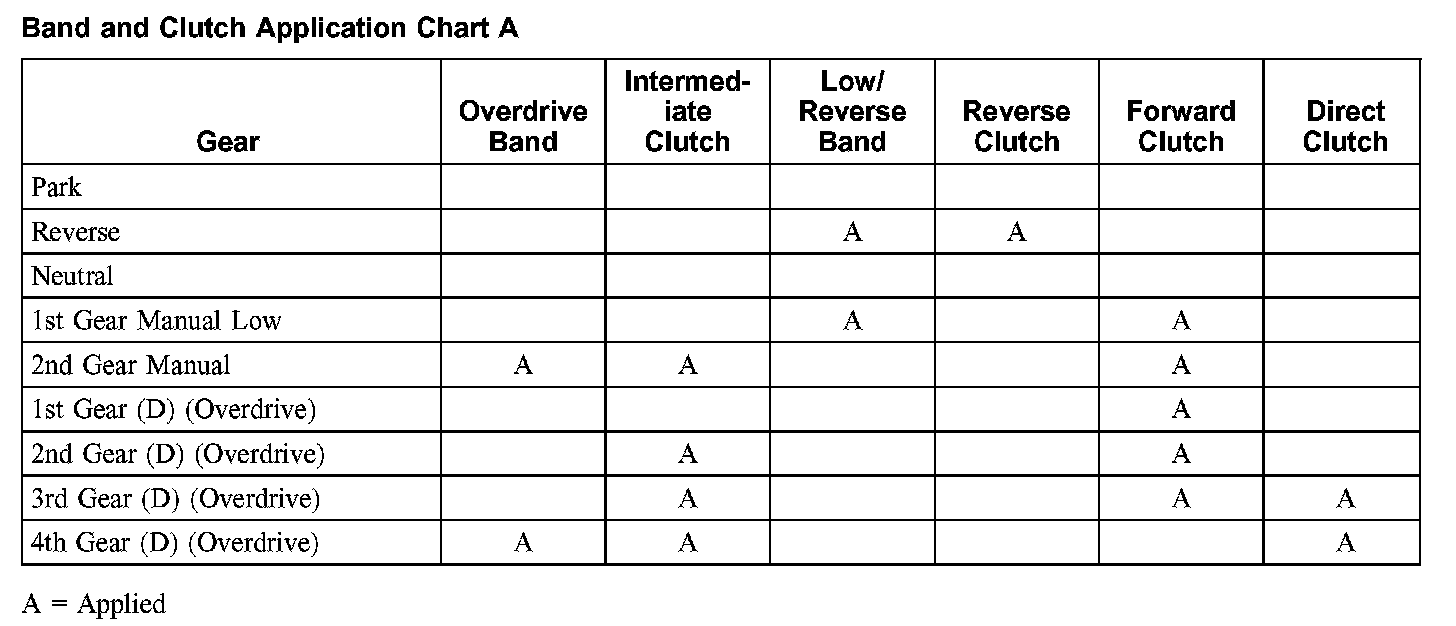 Band and Clutch Application Chart A
Gear Overdrive Band Intermed-iate Clutch Low/ Reverse Band Reverse Clutch Forward Clutch Direct Clutch
Park
Reverse A A
Neutral
1st Gear Manual Low A A
2nd Gear Manual A A A
1st Gear (D) (Overdrive) A
2nd Gear (D) (Overdrive) A A
3rd Gear (D) (Overdrive) A A A
4th Gear (D) (Overdrive) A A A
A = Applied